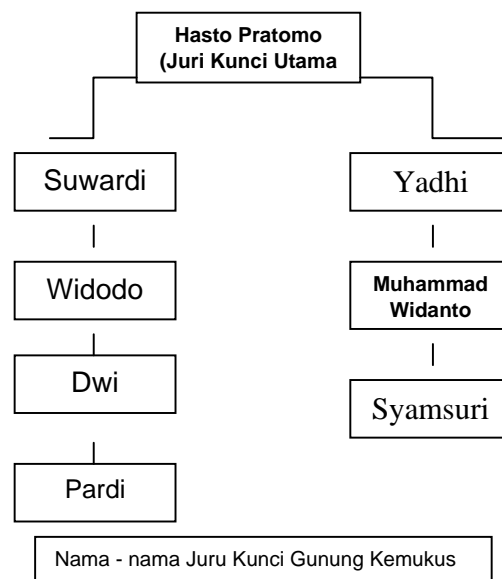 Hasto Pratomo
(Juri Kunci Utama
Suwardi
Yadhi
Widodo
Muhammad
Widanto
Dwi
Syamsuri
Pardi
Nama - nama Juru Kunci Gunung Kemukus